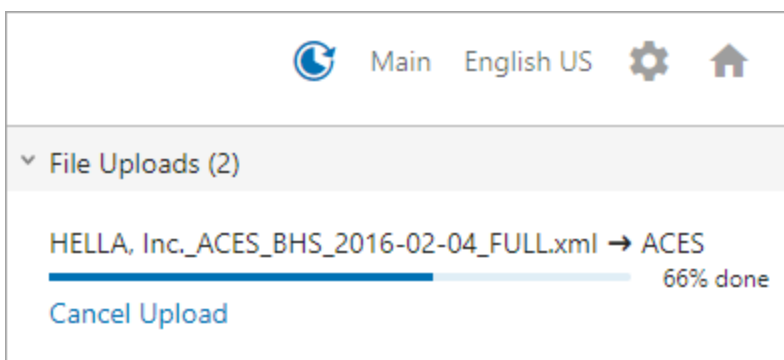 Main English US
File Uploads (2)
HELLA, Inc._ACES_BHS_2016-02-04_FULL.xml → ACES
66% done
Cancel Upload